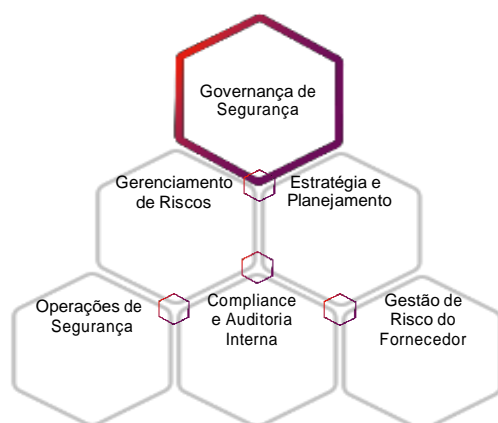 Governança de
Segurança
Gerenciamento
de Riscos
Estratégia e
Planejamento
Operações de
Segurança
Compliance
e Auditoria
Interna
Gestão de
Risco do
Fornecedor